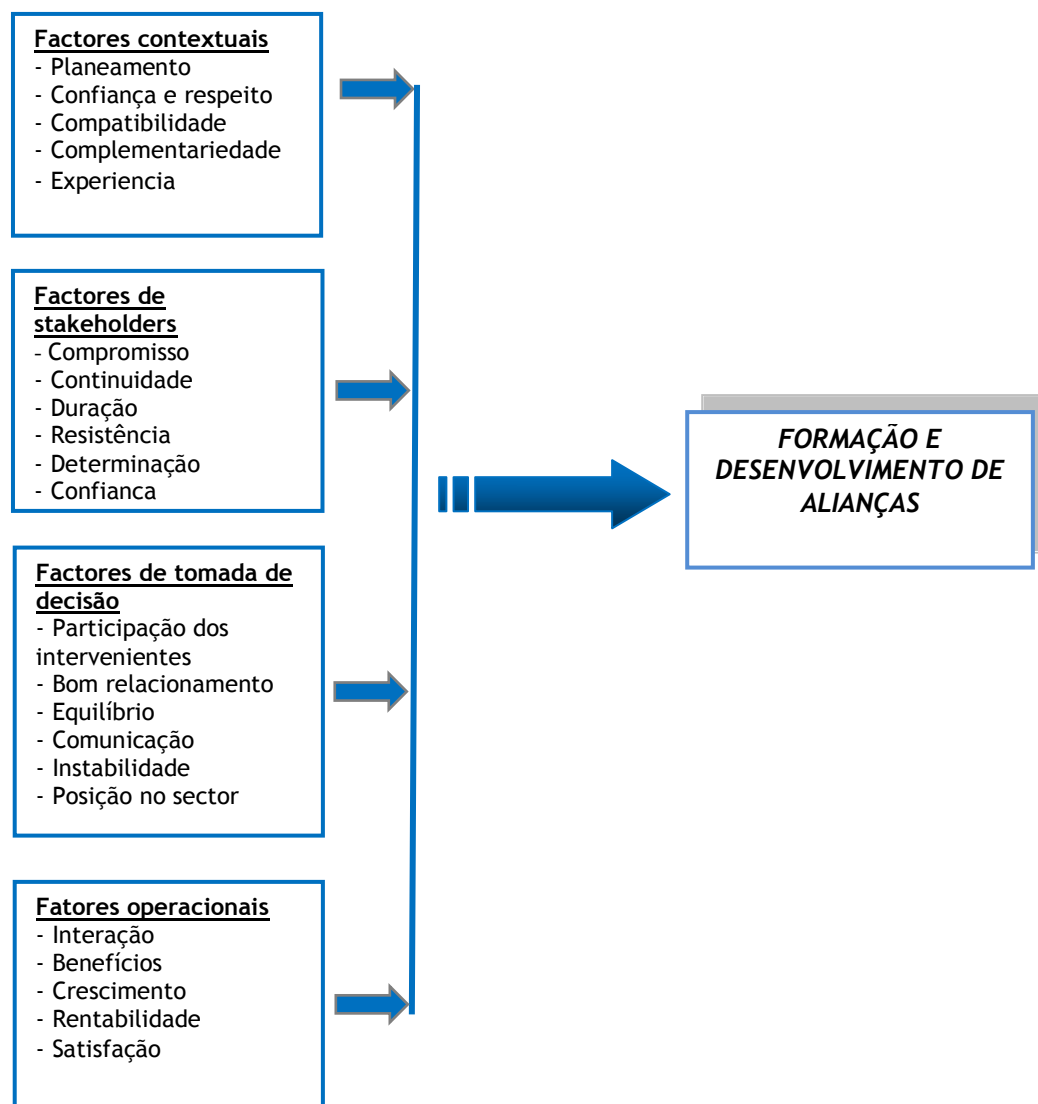 Factores contextuais
- Planeamento
- Confiança e respeito
- Compatibilidade
- Complementariedade
- Experiencia
Factores de
stakeholders
- Compromisso
- Continuidade
- Duração
- Resistência
- Determinação
- Confianca
Factores de tomada de
decisão
- Participação dos
intervenientes
- Bom relacionamento
- Equilíbrio
- Comunicação
- Instabilidade
- Posição no sector
Fatores operacionais
- Interação
- Benefícios
- Crescimento
- Rentabilidade
- Satisfação
FORMAÇÃO E
DESENVOLVIMENTO DE
ALIANÇAS